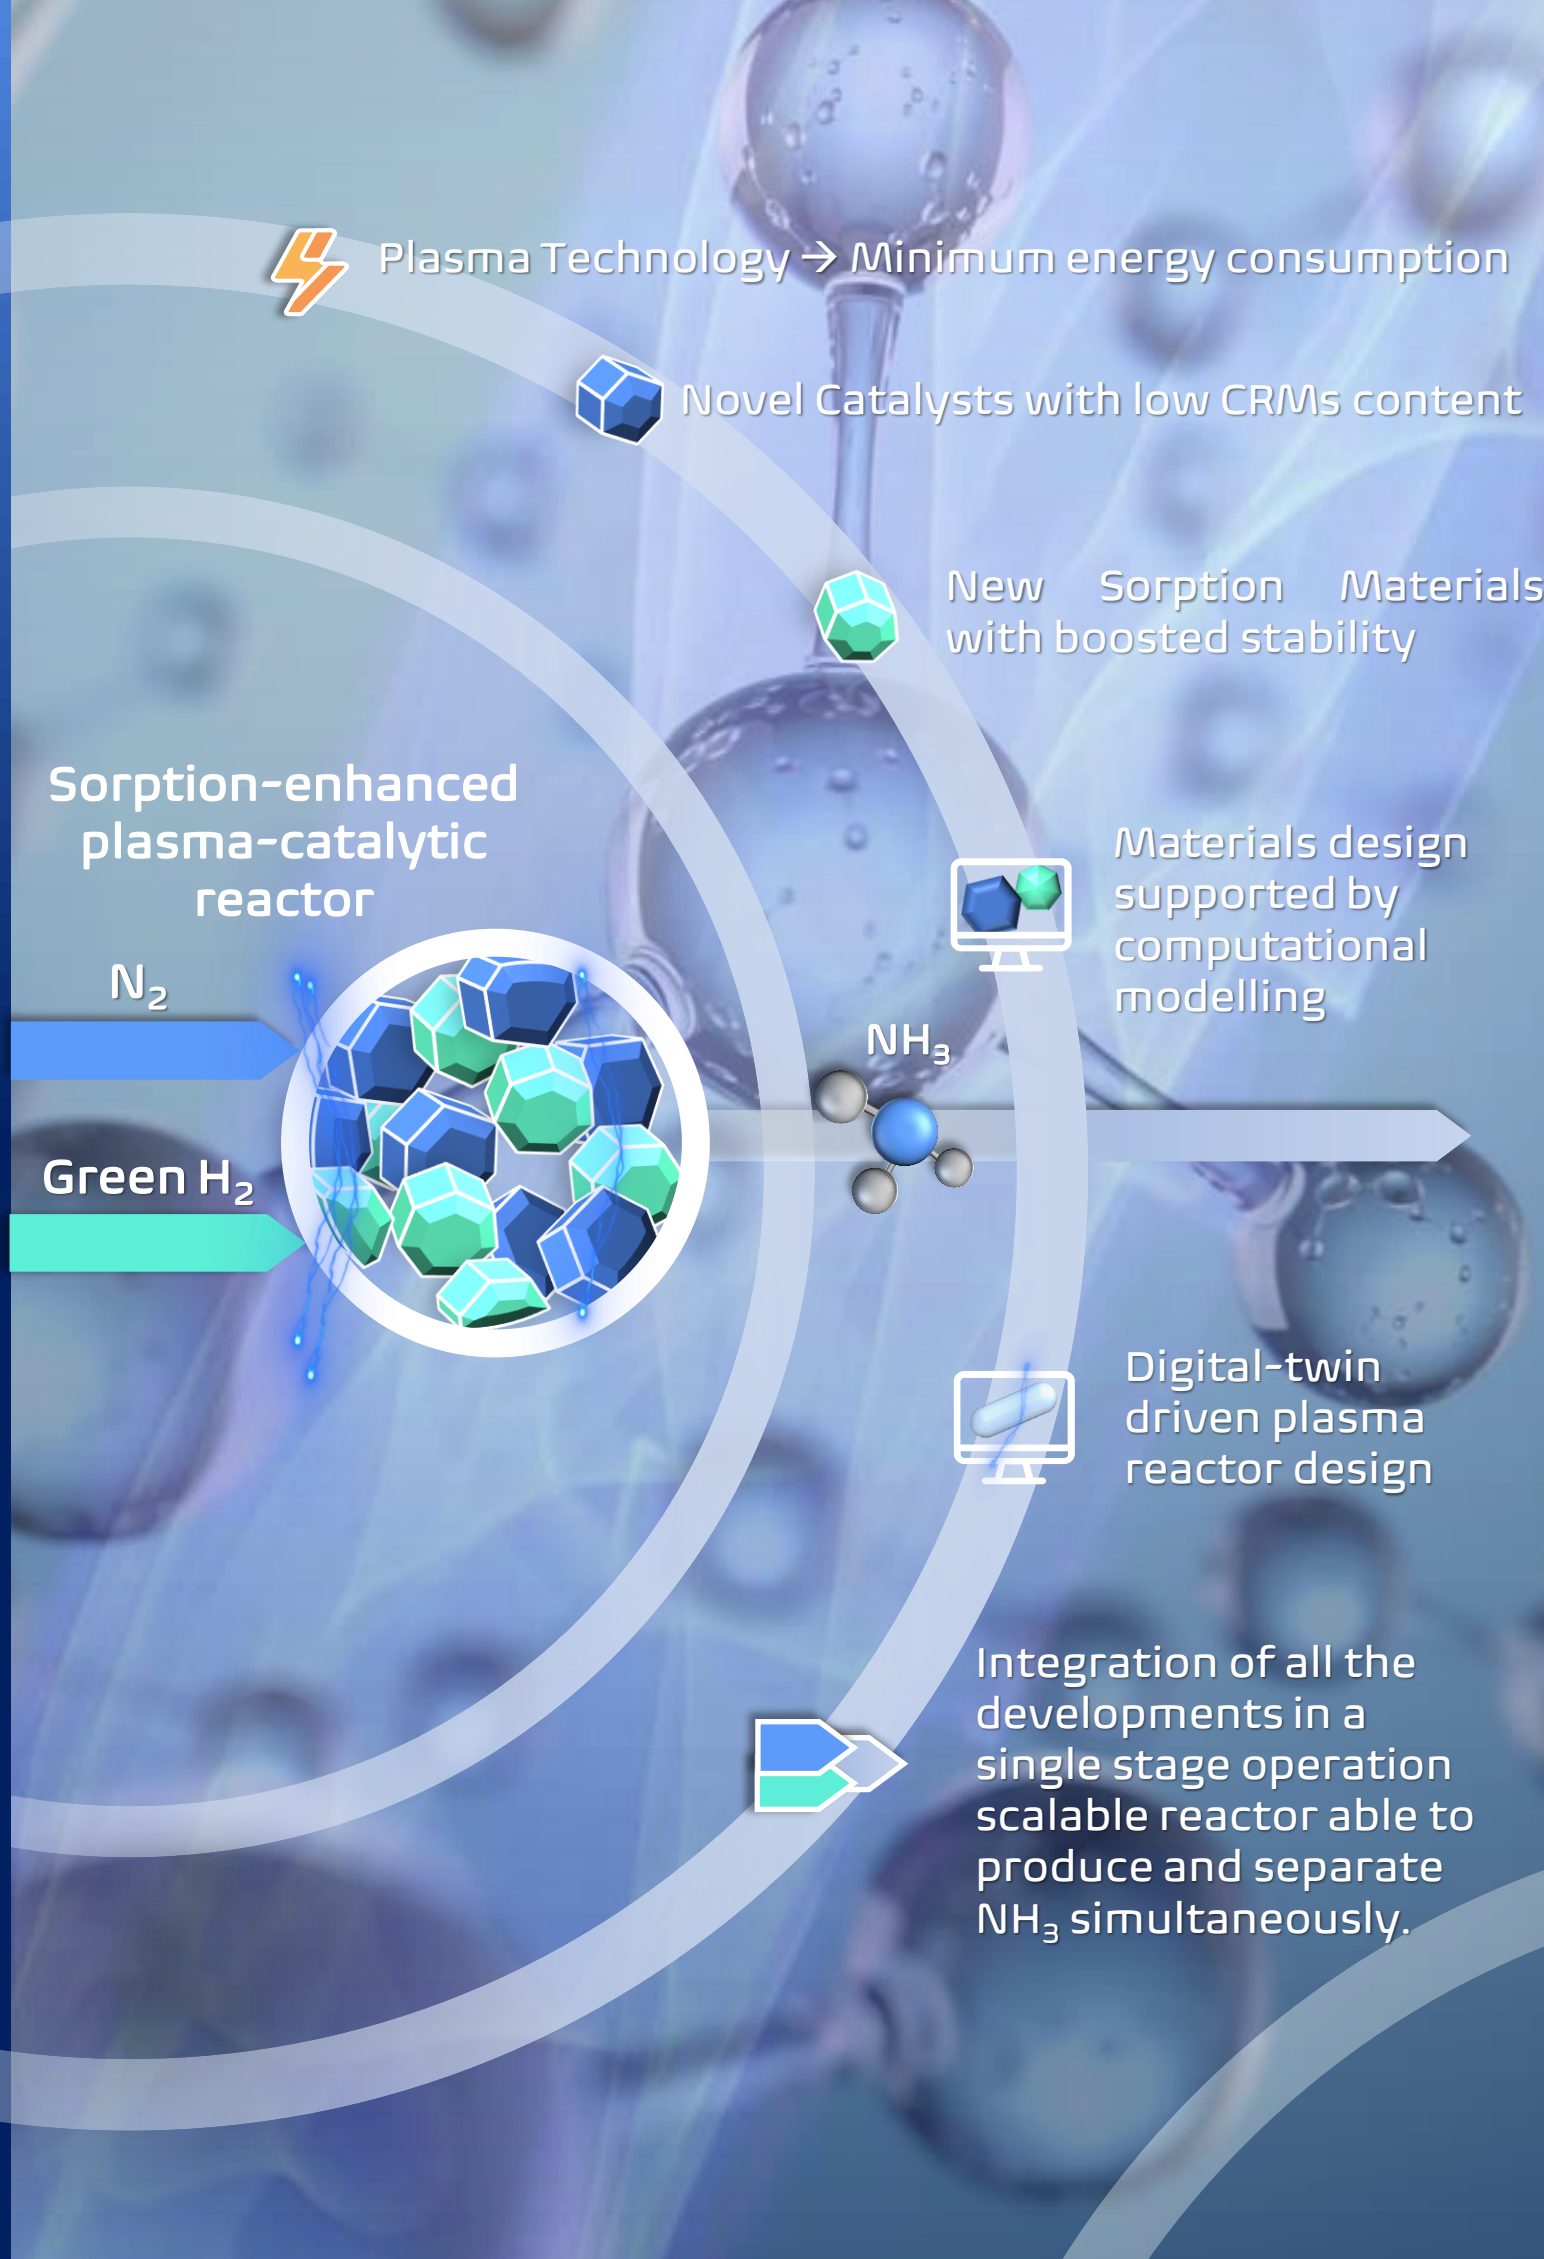 Plasma Technology → Minimum energy consumption
Novel Catalysts with low CRMs content
New Sorption Materials
with boosted stability
Sorption-enhanced
plasma-catalytic
reactor
Materials design
supported by
computational
modelling
N₂
NH₃
Green H₂
Digital-twin
driven plasma
reactor design
Integration of all the
developments in a
single stage operation
scalable reactor able to
produce and separate
NH₃ simultaneously.